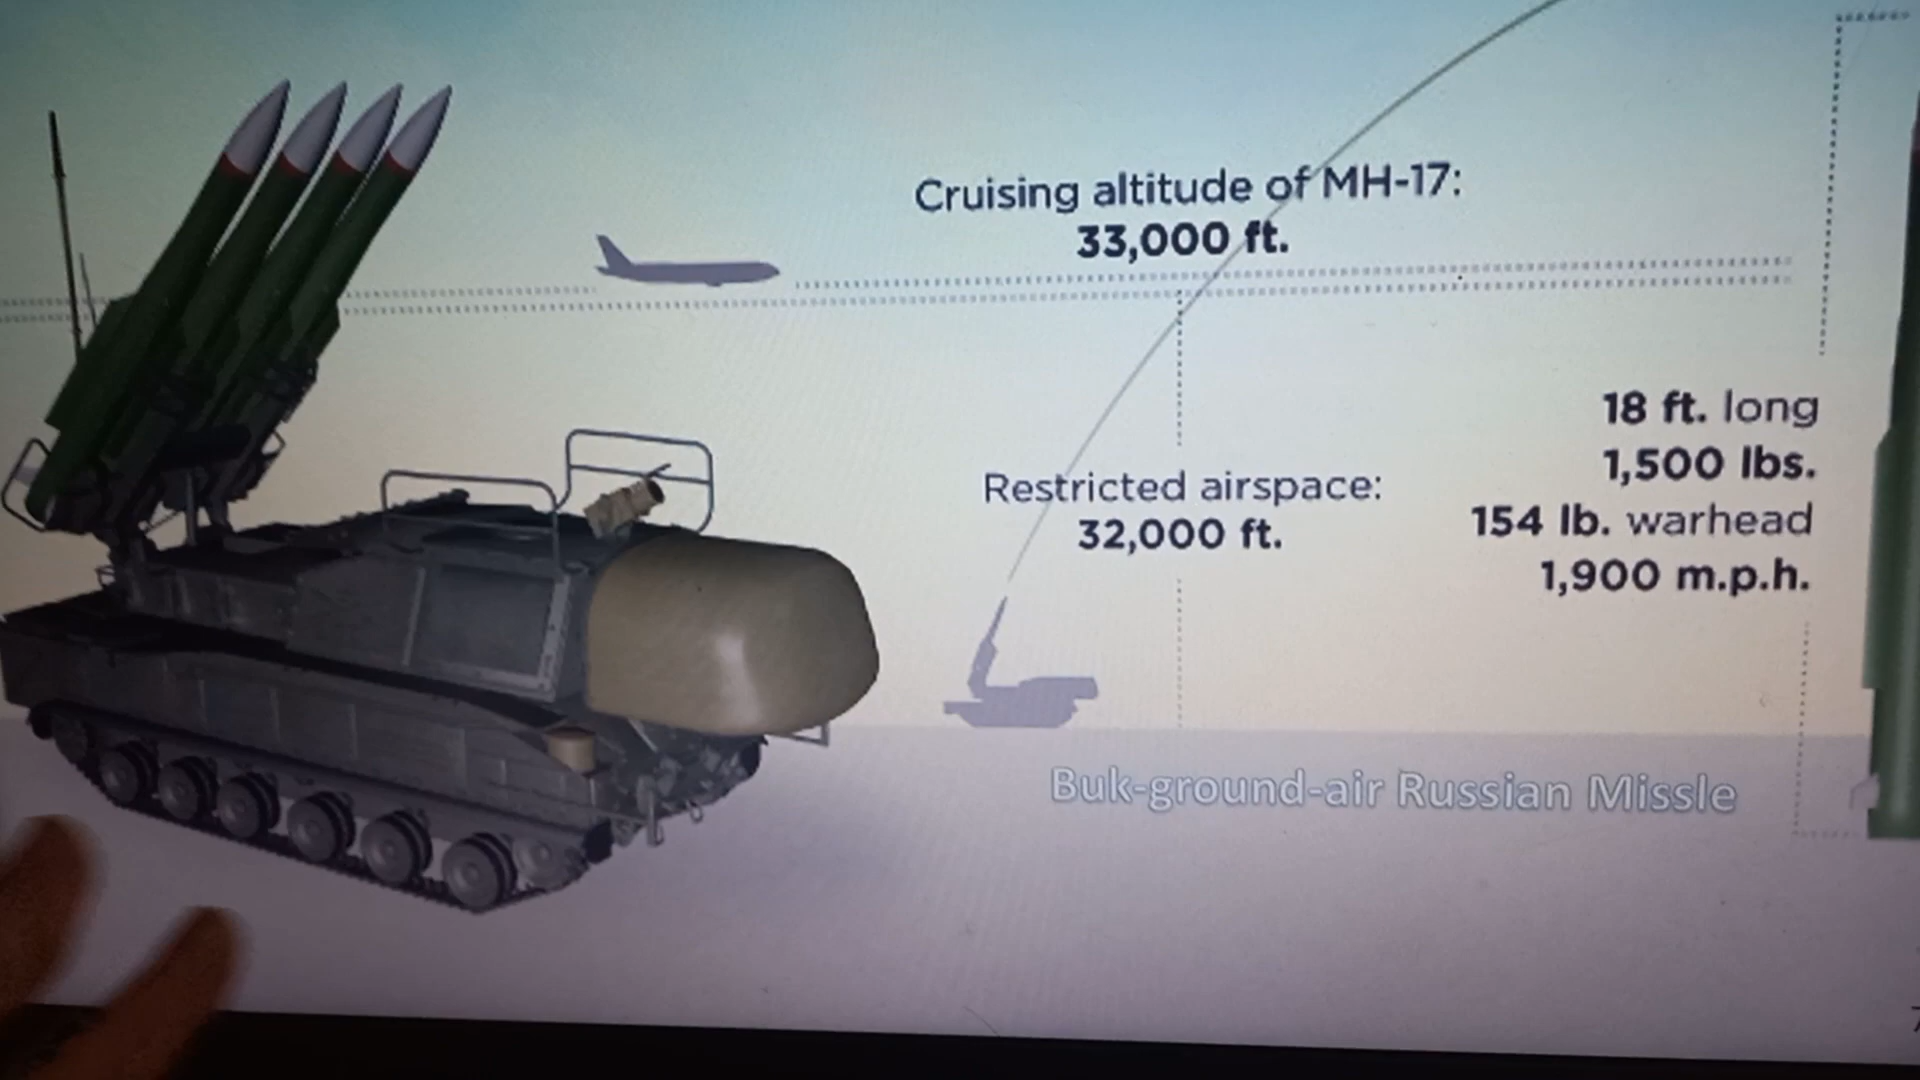 Cruising altitude of MH-17:
33,000 ft.
Restricted airspace:
32,000 ft.
18 ft. long
1,500 lbs.
154 lb. warhead
1,900 m.p.h.
Buk-ground-air Russian Missle